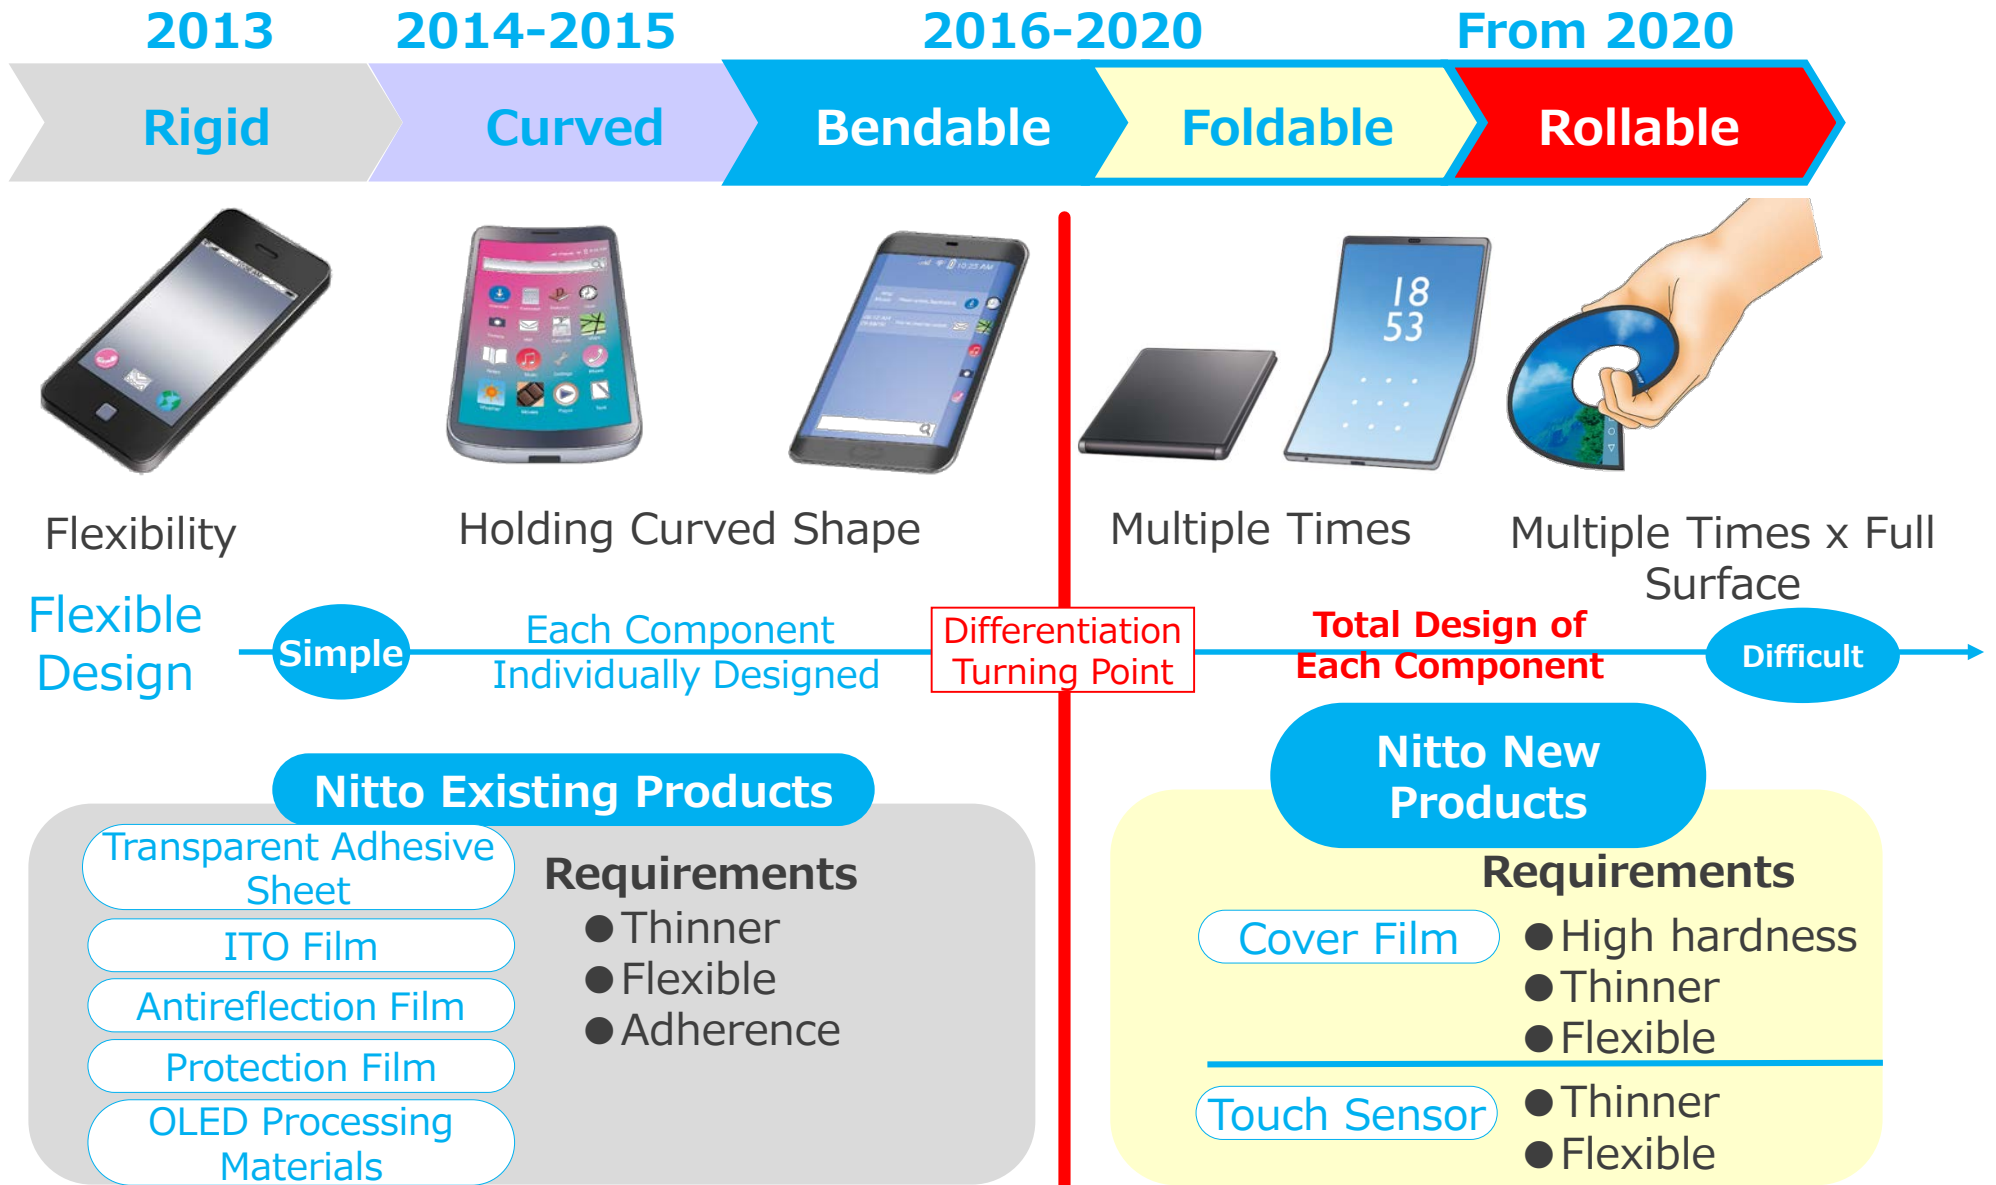 2013
2014-2015
2016-2020
From 2020
Rigid
Curved
Bendable
Foldable
Rollable
10:25 AM
18
53
Flexibility
Holding Curved Shape
Multiple Times
Multiple Times x Full
Surface
Flexible
Design
Simple
Each Component
Individually Designed
Differentiation
Turning Point
Total Design of
Each Component
Difficult
Nitto Existing Products
Transparent Adhesive
Sheet
ITO Film
Antireflection Film
Protection Film
OLED Processing
Materials
Requirements
●Thinner
●Flexible
●Adherence
Nitto New
Products
Requirements
Cover Film
●High hardness
●Thinner
●Flexible
Touch Sensor
●Thinner
●Flexible